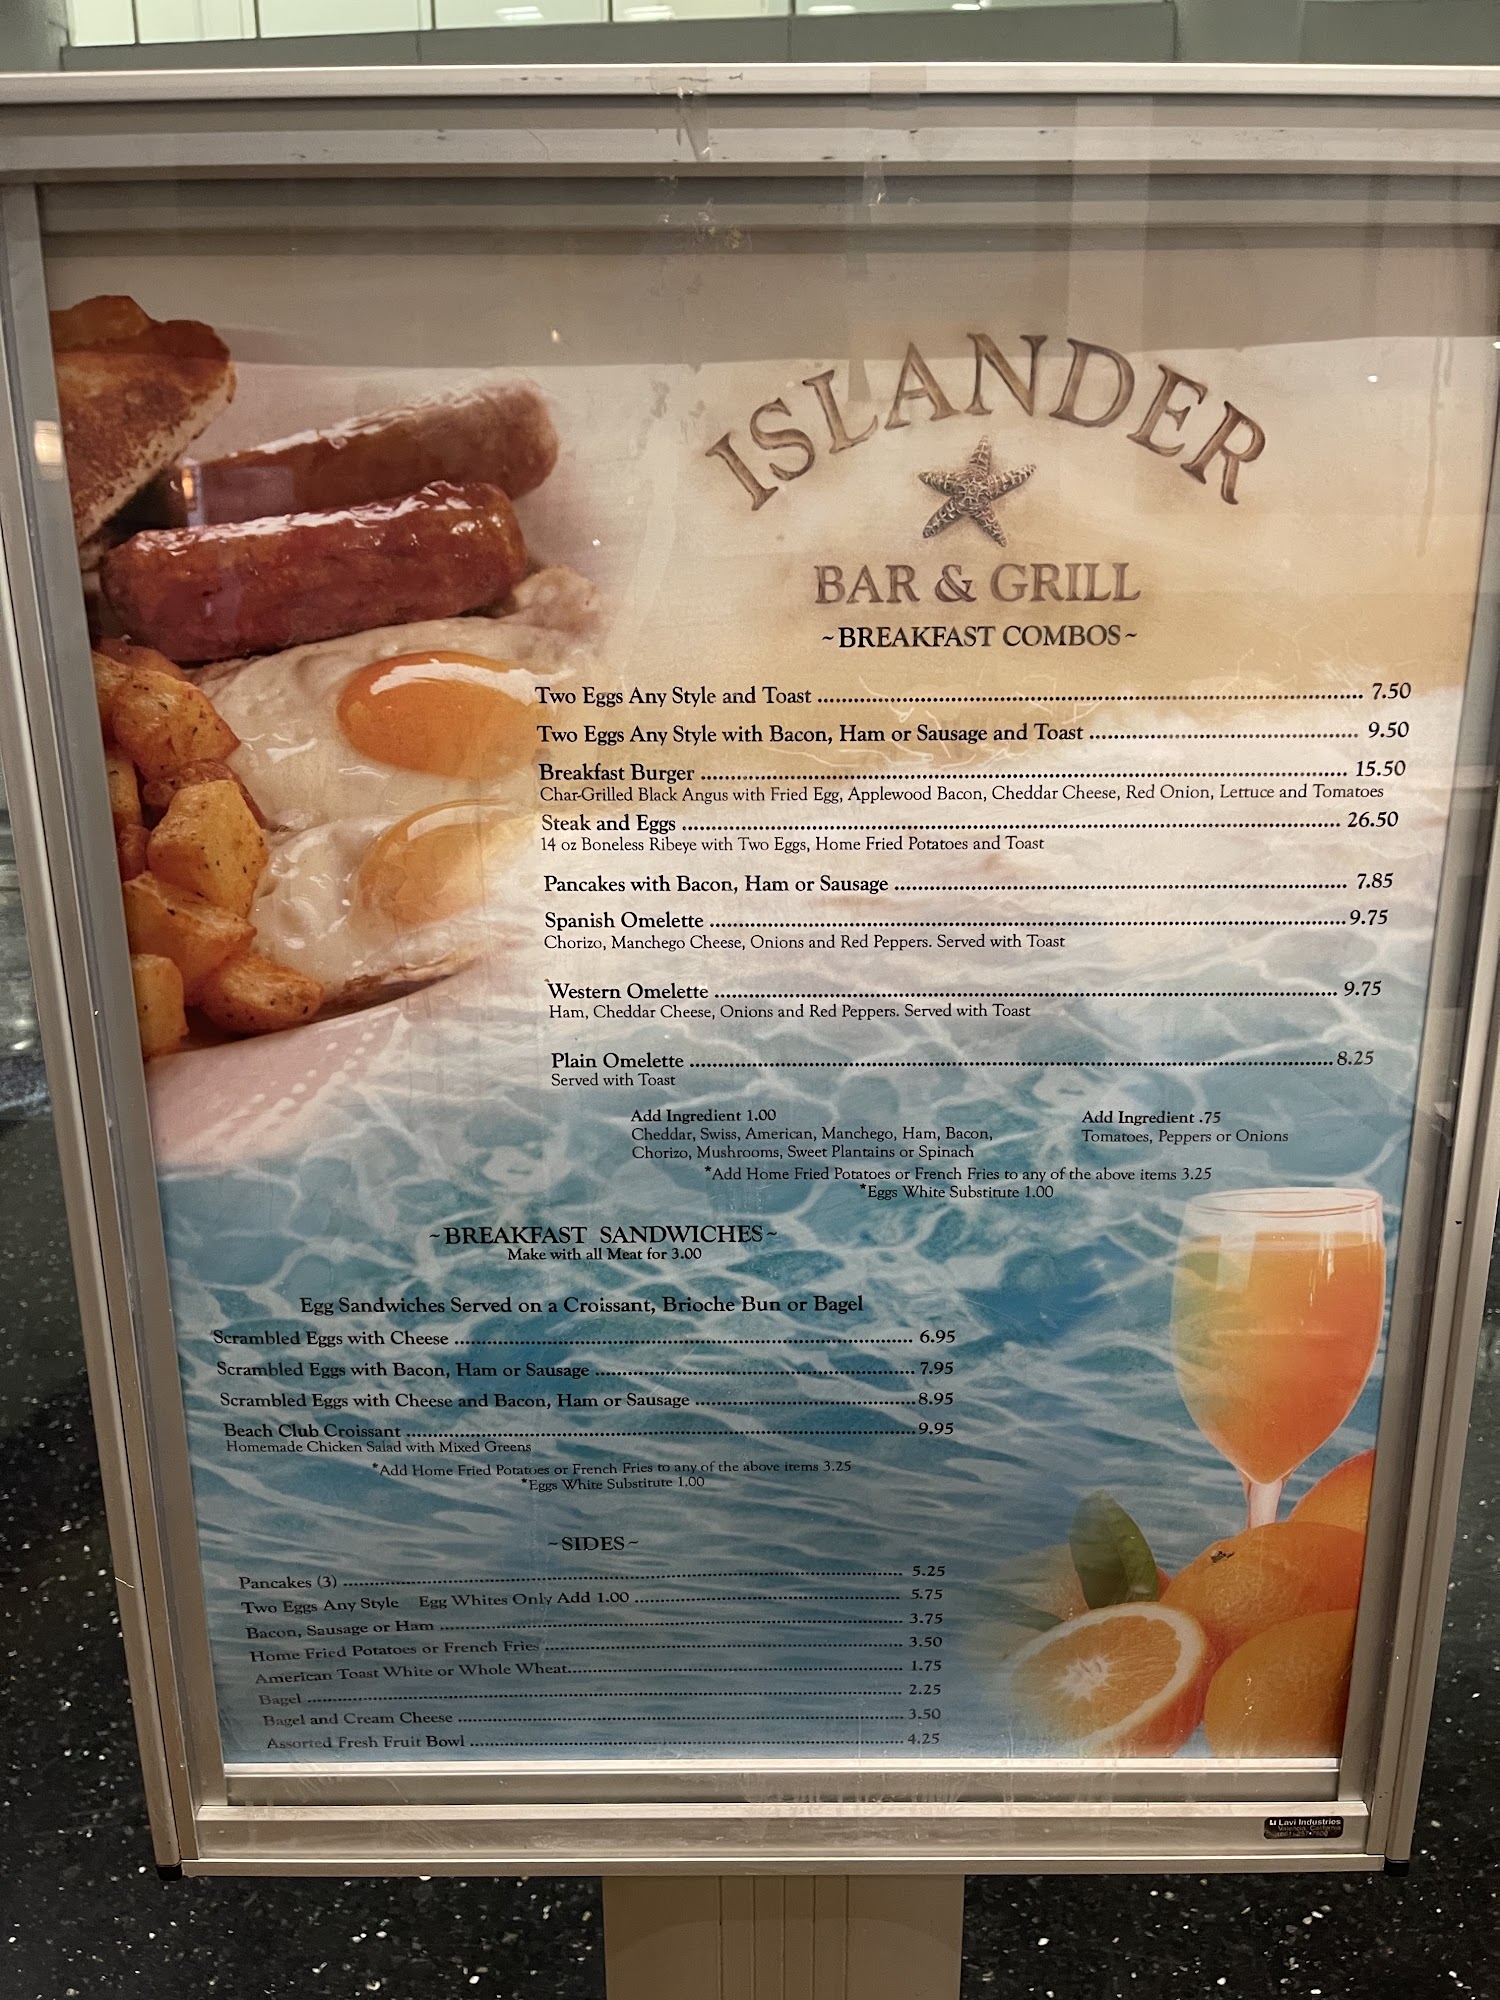 ISLANDER
BAR & GRILL
~BREAKFAST COMBOS~
Two Eggs Any Style and Toast 7.50
Two Eggs Any Style with Bacon, Ham or Sausage and Toast 9.50
Breakfast Burger 15.50
Char-Grilled Black Angus with Fried Egg, Applewood Bacon, Cheddar Cheese, Red Onion, Lettuce and Tomatoes
Steak and Eggs 26.50
14 oz Boneless Ribeye with Two Eggs, Home Fried Potatoes and Toast
Pancakes with Bacon, Ham or Sausage 7.85
Spanish Omelette 9.75
Chorizo, Manchego Cheese, Onions and Red Peppers. Served with Toast
Western Omelette 9.75
Ham, Cheddar Cheese, Onions and Red Peppers. Served with Toast
Plain Omelette 8.25
Served with Toast
Add Ingredient 1.00
Cheddar, Swiss, American, Manchego, Ham, Bacon,
Chorizo, Mushrooms, Sweet Plantains or Spinach
Add Ingredient .75
Tomatoes, Peppers or Onions
*Add Home Fried Potatoes or French Fries to any of the above items 3.25
*Eggs White Substitute 1.00
~BREAKFAST SANDWICHES~
Make with all Meat for 3.00
Egg Sandwiches Served on a Croissant, Brioche Bun or Bagel
Scrambled Eggs with Cheese 6.95
Scrambled Eggs with Bacon, Ham or Sausage 7.95
Scrambled Eggs with Cheese and Bacon, Ham or Sausage 8.95
Beach Club Croissant 9.95
Homemade Chicken Salad with Mixed Greens
*Add Home Fried Potatoes or French Fries to any of the above items 3.25
*Eggs White Substitute 1.00
~SIDES~
Pancakes (3) 5.25
Two Eggs Any Style Egg Whites Only Add 1.00 5.75
Bacon, Sausage or Ham 3.75
Home Fried Potatoes or French Fries 3.50
American Toast White or Whole Wheat 1.75
Bagel 2.25
Bagel and Cream Cheese 3.50
Assorted Fresh Fruit Bowl 4.25
Lavi Industries
Valencia, California